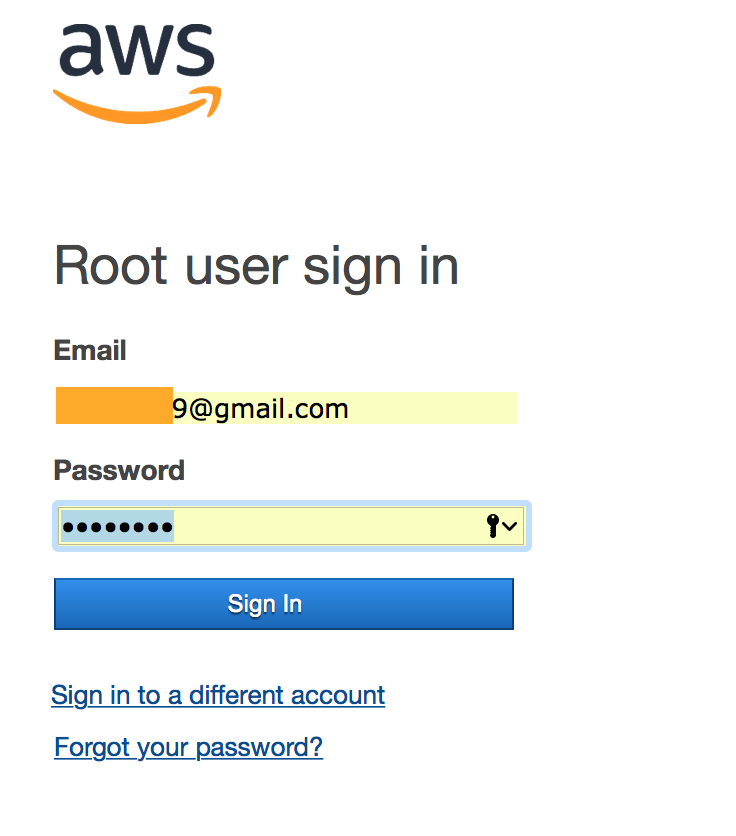 aws
Root user sign in
Email
9@gmail.com
Password
Sign In
Sign in to a different account
Forgot your password?